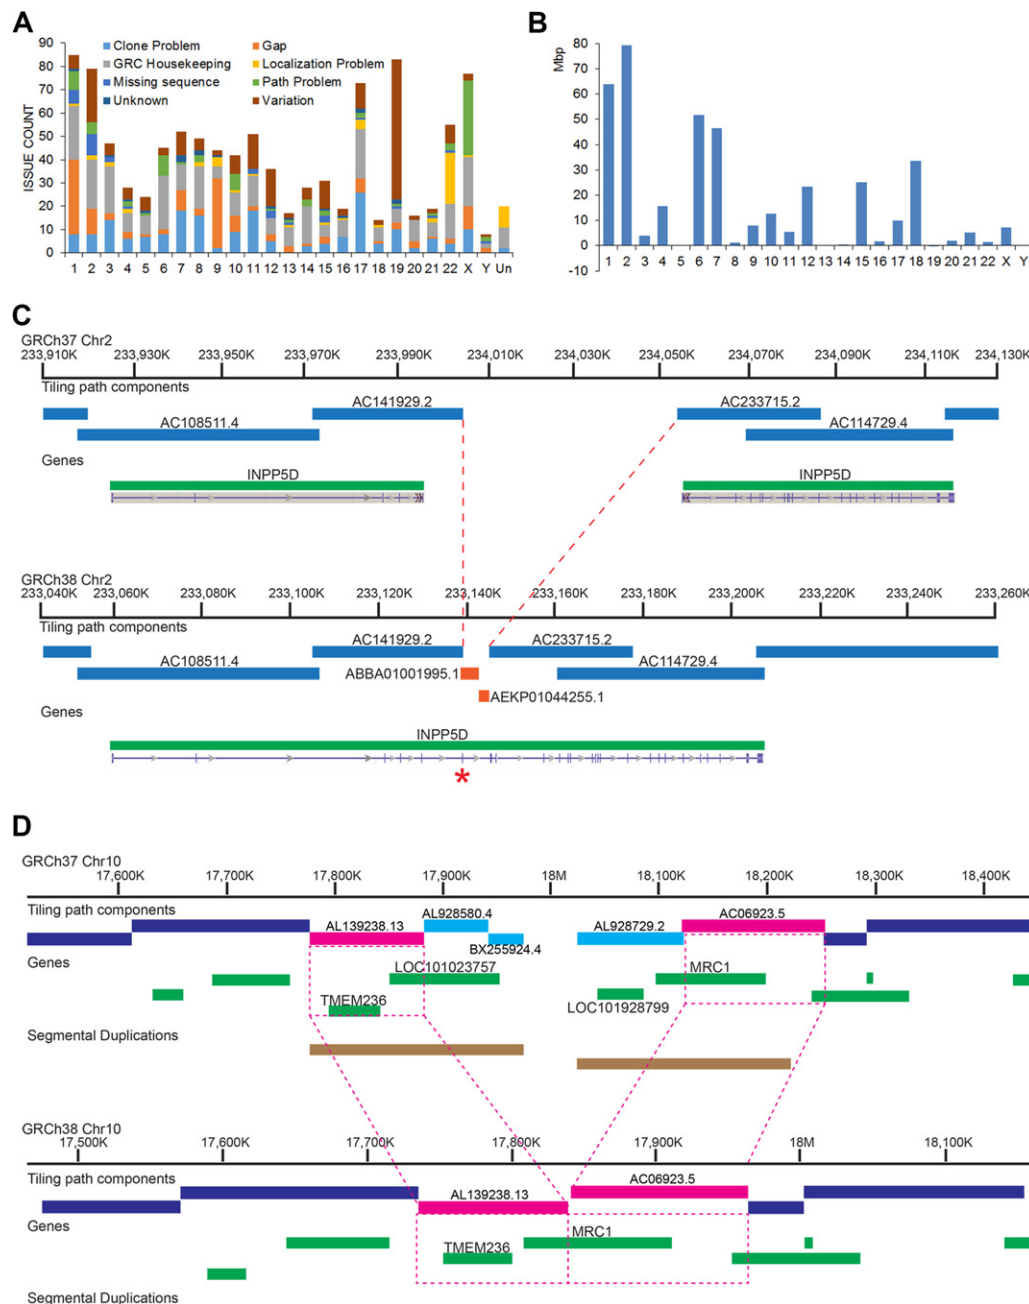 A
B
90
80
70
60
50
40
30
20
10
0
ISSUE COUNT
Clone Problem Gap
GRC Housekeeping Localization Problem
Missing sequence Path Problem
Unknown Variation
1 2 3 4 5 6 7 8 9 10 11 12 13 14 15 16 17 18 19 20 21 22 X Y Un
80
70
60
50
40
30
20
10
0
-10
Mbp
1 2 3 4 5 6 7 8 9 10 11 12 13 14 15 16 17 18 19 20 21 22 X Y
C
GRCh37 Chr2
233,910K 233,930K 233,950K 233,970K 233,990K 234,010K 234,030K 234,050K 234,070K 234,090K 234,110K 234,130K
Tiling path components
AC141929.2 AC233715.2
AC108511.4 AC114729.4
Genes
INPP5D INPP5D
GRCh38 Chr2
233,040K 233,060K 233,080K 233,100K 233,120K 233,140K 233,160K 233,180K 233,200K 233,220K 233,240K 233,260K
Tiling path components
AC141929.2 AC233715.2
AC108511.4 ABBA01001995.1 AC114729.4
AEKP01044255.1
Genes
INPP5D
*
D
GRCh37 Chr10
17,600K 17,700K 17,800K 17,900K 18M 18,100K 18,200K 18,300K 18,400K
Tiling path components
AL139238.13 AL928580.4 AL928729.2 AC06923.5
BX255924.4
Genes
LOC101023757 MRC1
TMEM236 LOC101928799
Segmental Duplications
GRCh38 Chr10
17,500K 17,600K 17,700K 17,800K 17,900K 18M 18,100K
Tiling path components
AL139238.13 AC06923.5
Genes
MRC1
TMEM236
Segmental Duplications